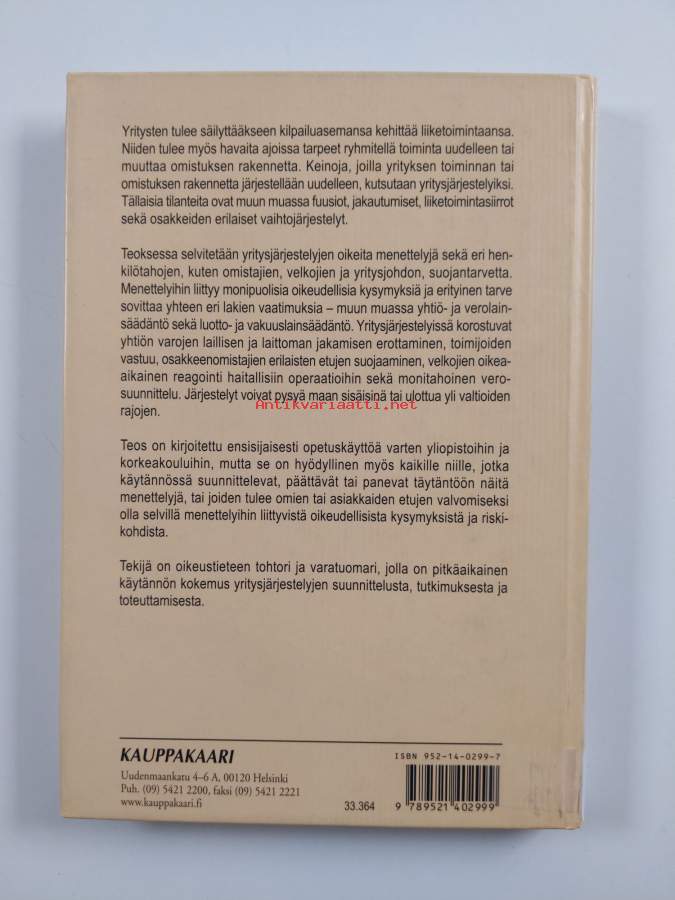 Yritysten tulee säilyttääkseen kilpailuasemansa kehittää liiketoimintaansa.
Niiden tulee myös havaita ajoissa tarpeet ryhmitellä toiminta uudelleen tai
muuttaa omistuksen rakennetta. Keinoja, joilla yrityksen toiminnan tai
omistuksen rakennetta järjestellään uudelleen, kutsutaan yritysjärjestelyiksi.
Tällaisia tilanteita ovat muun muassa fuusiot, jakautumiset, liiketoimintasiirrot
sekä osakkeiden erilaiset vaihtojärjestelyt.
Teoksessa selvitetään yritysjärjestelyjen oikeita menettelyjä sekä eri hen-
kilötahojen, kuten omistajien, velkojien ja yritysjohdon, suojantarvetta.
Menettelyihin liittyy monipuolisia oikeudellisia kysymyksiä ja erityinen tarve
sovittaa yhteen eri lakien vaatimuksia – muun muassa yhtiö- ja verolain-
säädäntö sekä luotto- ja vakuuslainsäädäntö. Yritysjärjestelyissä korostuvat
yhtiön varojen laillisen ja laittoman jakamisen erottaminen, toimijoiden
vastuu, osakkeenomistajien erilaisten etujen suojaaminen, velkojien oikea-
aikainen reagointi haitallisiin operaatioihin sekä monitahoinen vero-
suunnittelu. Järjestelyt voivat pysyä maan sisäisinä tai ulottua yli valtioiden
rajojen.
Antikvariaatti.net
Teos on kirjoitettu ensisijaisesti opetuskäyttöä varten yliopistoihin ja
korkeakouluihin, mutta se on hyödyllinen myös kaikille niille, jotka
käytännössä suunnittelevat, päättävät tai panevat täytäntöön näitä
menettelyjä, tai joiden tulee omien tai asiakkaiden etujen valvomiseksi
olla selvillä menettelyihin liittyvistä oikeudellisista kysymyksistä ja riski-
kohdista.
Tekijä on oikeustieteen tohtori ja varatuomari, jolla on pitkäaikainen
käytännön kokemus yritysjärjestelyjen suunnittelusta, tutkimuksesta ja
toteuttamisesta.
KAUPPAKAARI
Uudenmaankatu 4–6 A, 00120 Helsinki
Puh. (09) 5421 2200, faksi (09) 5421 2221
www.kauppakaari.fi
33.364
ISBN 952-14-0299-7
9 789521 402999